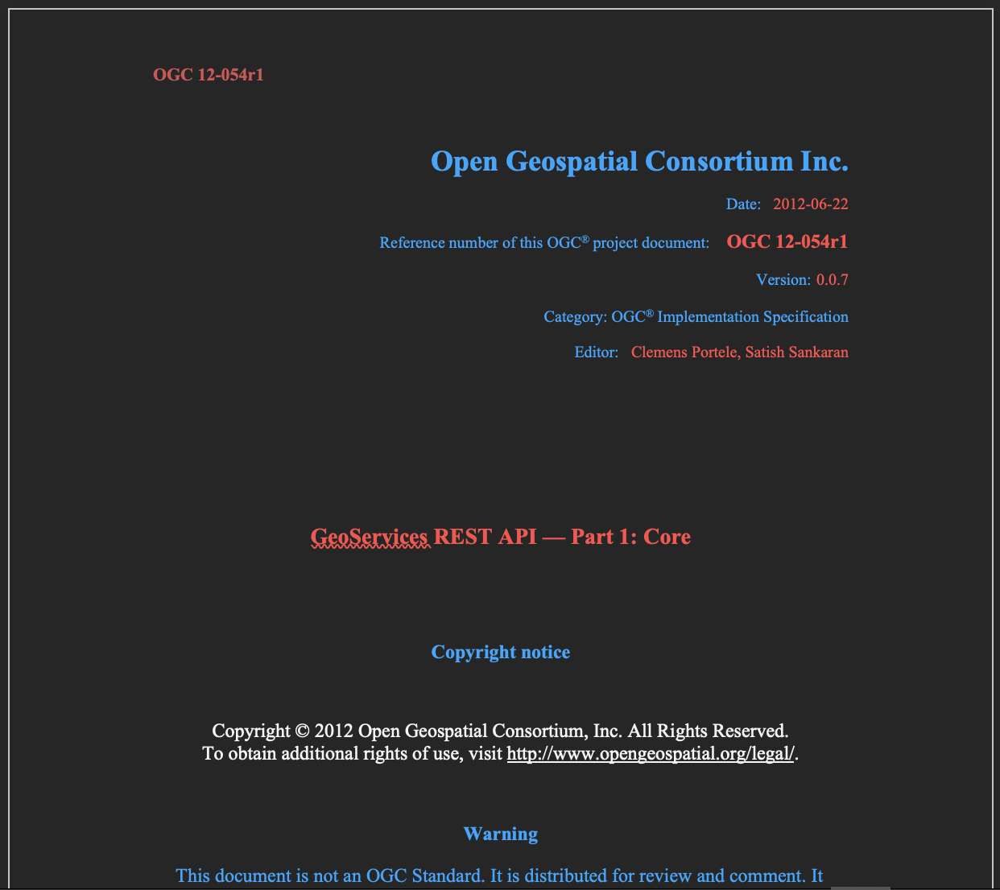 OGC 12-054r1
Open Geospatial Consortium Inc.
Date: 2012-06-22
Reference number of this OGC® project document: OGC 12-054r1
Version: 0.0.7
Category: OGC® Implementation Specification
Editor: Clemens Portele, Satish Sankaran
GeoServices REST API — Part 1: Core
Copyright notice
Copyright © 2012 Open Geospatial Consortium, Inc. All Rights Reserved.
To obtain additional rights of use, visit http://www.opengeospatial.org/legal/.
Warning
This document is not an OGC Standard. It is distributed for review and comment. It